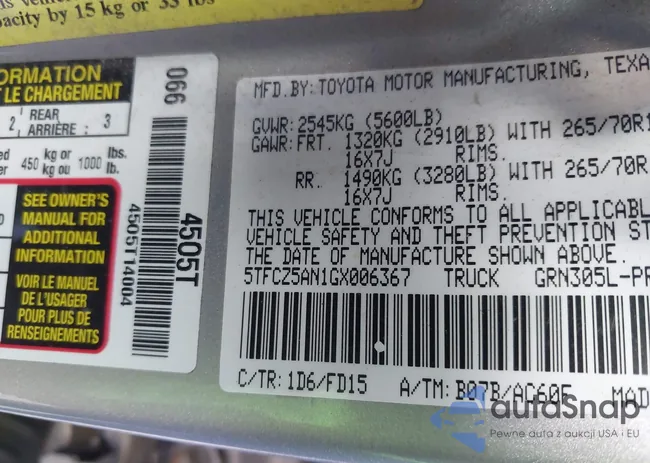 acity by 15 kg or 33 lbs
ORMATION
T LE CHARGEMENT
2 REAR ARRIÈRE : 3
450 kg or kg ou 1000 lbs. lb.
SEE OWNER'S
MANUAL FOR
ADDITIONAL
INFORMATION
VOIR LE MANUEL
DE L'USAGER
POUR PLUS DE
RENSEIGNEMENTS
066
4505T14004
4505T
MFD.BY:TOYOTA MOTOR MANUFACTURING, TEXA
GVWR:2545KG (5600LB)
GAWR:FRT. 1320KG (2910LB) WITH 265/70R1
16X7J RIMS.
RR. 1490KG (3280LB) WITH 265/70R
16X7J RIMS.
THIS VEHICLE CONFORMS TO ALL APPLICABL
VEHICLE SAFETY AND THEFT PREVENTION ST
THE DATE OF MANUFACTURE SHOWN ABOVE.
5TFCZ5AN1GX006367 TRUCK GRN305L-PR
C/TR: 1D6/FD15 A/TM: B07B/AC60F MAD
autoSnap
Pewne auta z aukcji USA i EU